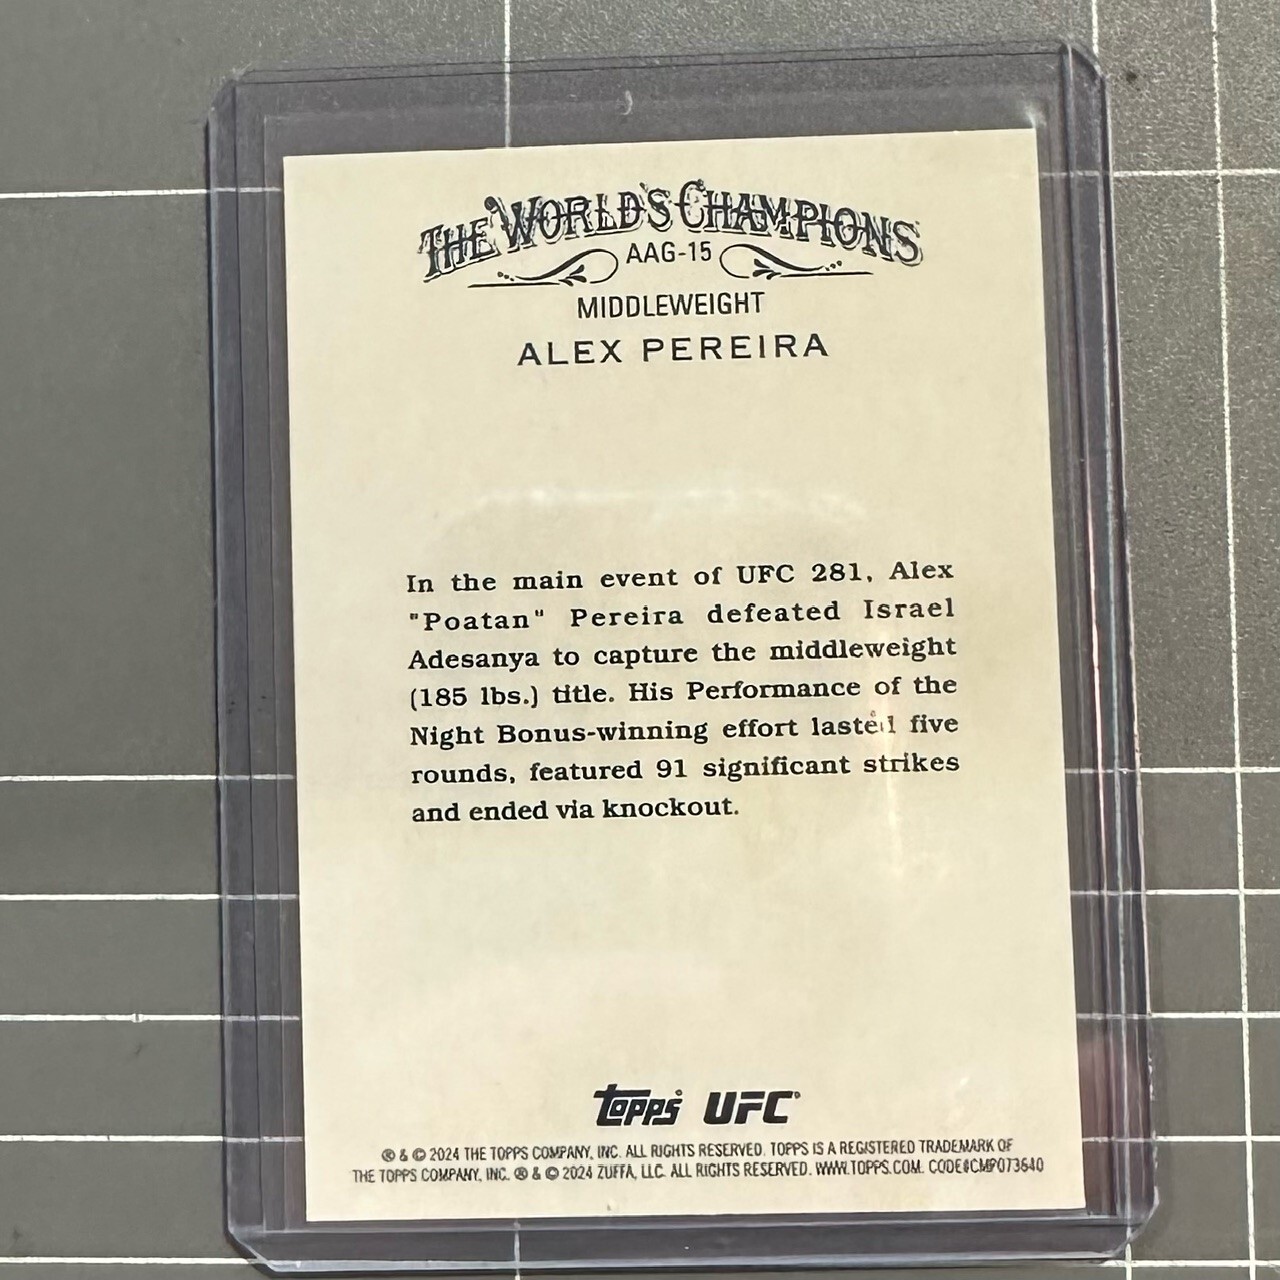 THE WORLD'S CHAMPIONS
AAG-15
MIDDLEWEIGHT
ALEX PEREIRA
In the main event of UFC 281, Alex
"Poatan" Pereira defeated Israel
Adesanya to capture the middleweight
(185 lbs.) title. His Performance of the
Night Bonus-winning effort lasted five
rounds, featured 91 significant strikes
and ended via knockout.
topps UFC
® & © 2024 THE TOPPS COMPANY, INC. ALL RIGHTS RESERVED. TOPPS IS A REGISTERED TRADEMARK OF
THE TOPPS COMPANY, INC. ® & © 2024 ZUFFA, LLC. ALL RIGHTS RESERVED. WWW.TOPPS.COM. CODE#CMP073640